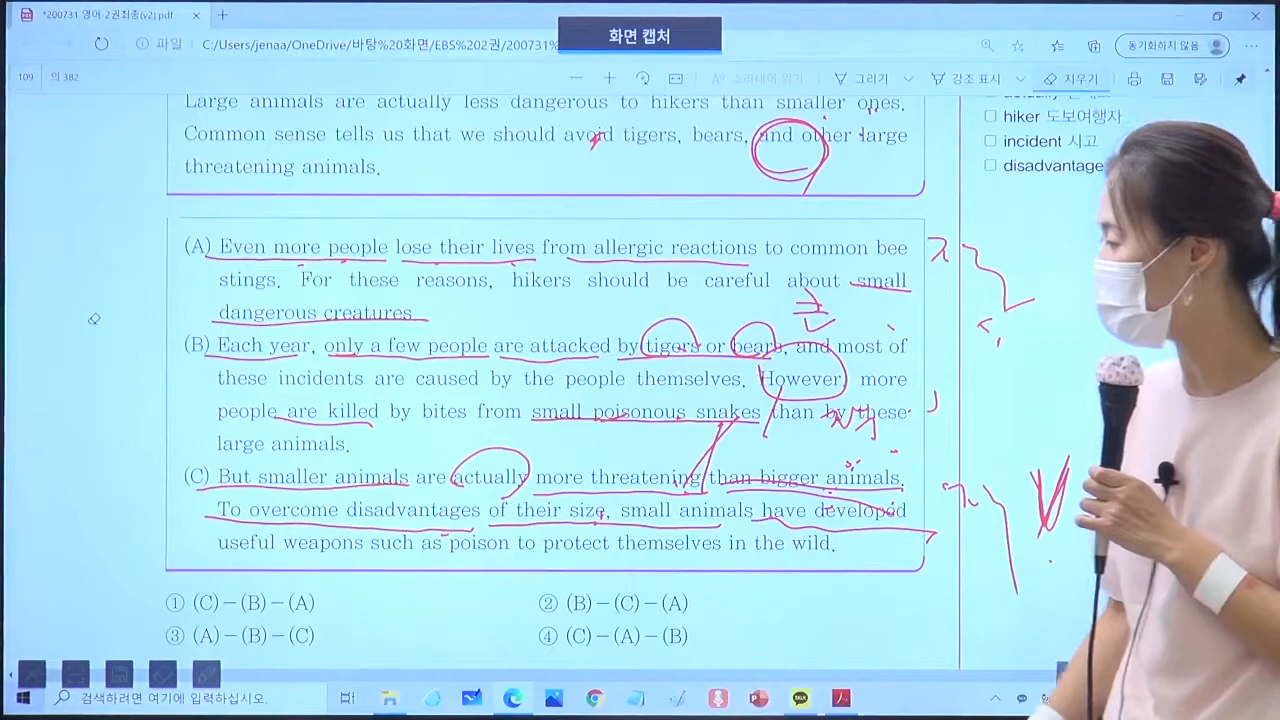 *200731 영어-2권최종(v2).pdf
화면 캡처
파일
C:/Users/jenaa/OneDrive/바탕%20화면/EBS%202권/200731%
동기화하지 않음
109 의 382
소리내어 읽기
그리기
강조 표시
지우기
Large animals are actually less dangerous to hikers than smaller ones.
Common sense tells us that we should avoid tigers, bears, and other large
threatening animals.
hiker 도보여행자
incident 사고
disadvantage
(A) Even more people lose their lives from allergic reactions to common bee
stings. For these reasons, hikers should be careful about small
dangerous creatures.
(B) Each year, only a few people are attacked by tigers or bears, and most of
these incidents are caused by the people themselves. However, more
people are killed by bites from small poisonous snakes than by these
large animals.
(C) But smaller animals are actually more threatening than bigger animals.
To overcome disadvantages of their size, small animals have developed
useful weapons such as poison to protect themselves in the wild.
① (C)-(B)-(A)
② (B)-(C)-(A)
③ (A)-(B)-(C)
④ (C)-(A)-(B)
검색하려면 여기에 입력하십시오.